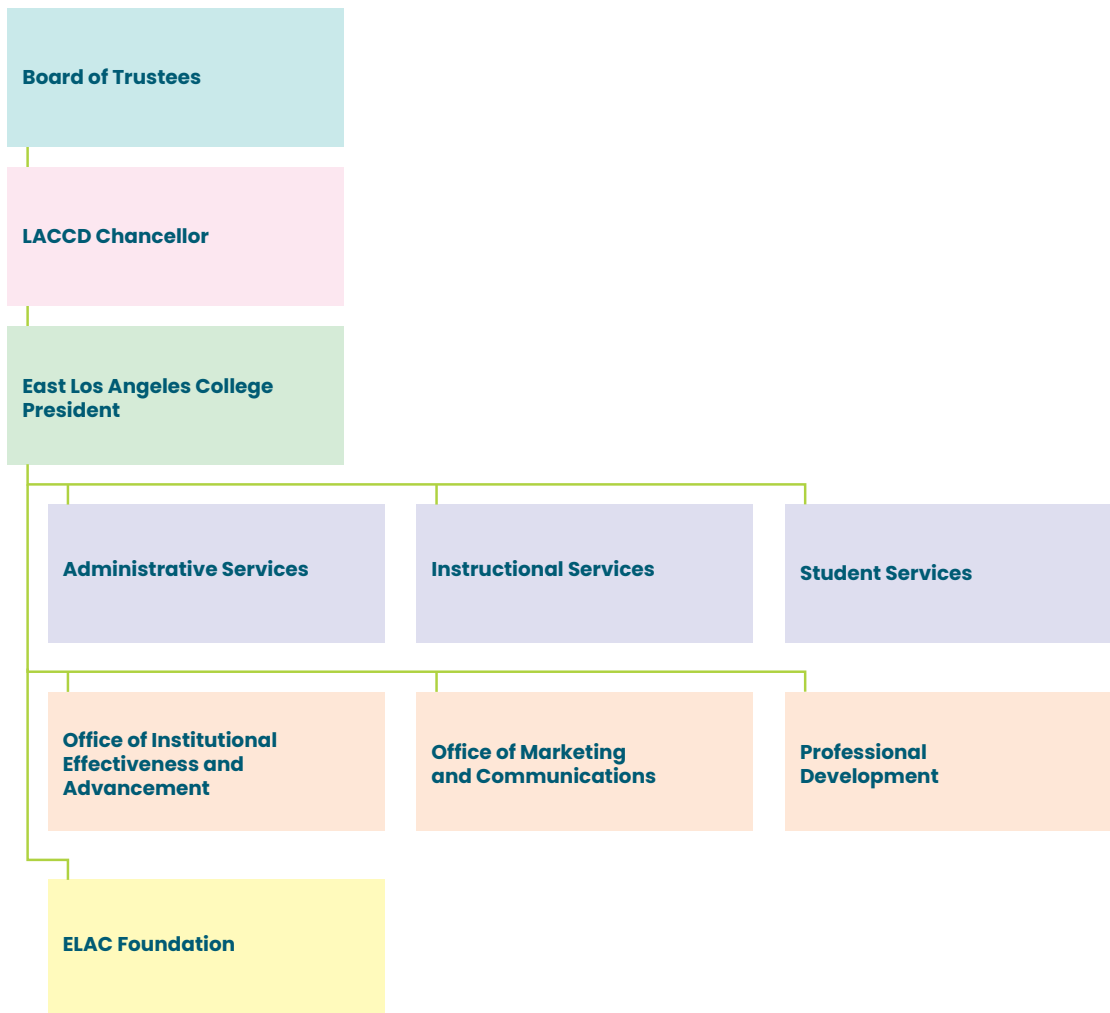 Board of Trustees
LACCD Chancellor
East Los Angeles College
President
Administrative Services
Instructional Services
Student Services
Office of Institutional
Effectiveness and
Advancement
Office of Marketing
and Communications
Professional
Development
ELAC Foundation